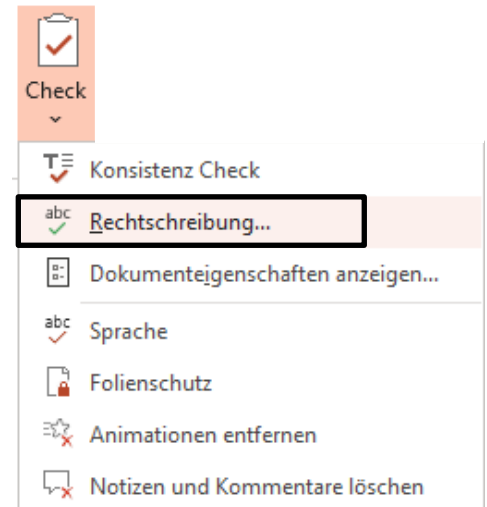 Check
Konsistenz Check
abc
Rechtschreibung...
Dokumenteigenschaften anzeigen...
abc
Sprache
Folienschutz
Animationen entfernen
Notizen und Kommentare löschen